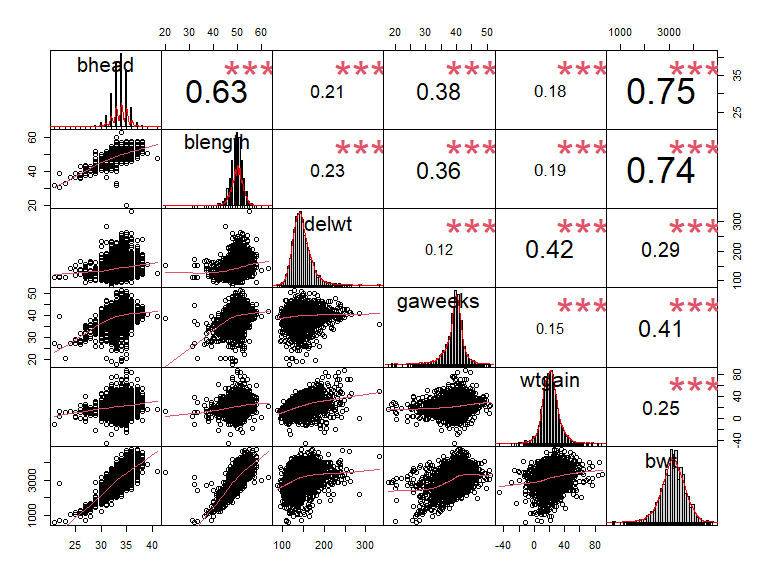 20 30 40 50 60 20 30 40 50 1000 3000
bhead *** 0.63 *** 0.21 *** 0.38 *** 0.18 *** 0.75 25 35
20 40 60 blength *** 0.23 *** 0.36 *** 0.19 *** 0.74
delwt *** 0.12 *** 0.42 *** 0.29 100 200 300
20 30 40 50 gaweeks *** 0.15 *** 0.41
wtgain *** 0.25 -40 0 40 80
1000 3000 bwt
25 30 35 40 100 200 300 -40 0 40 80